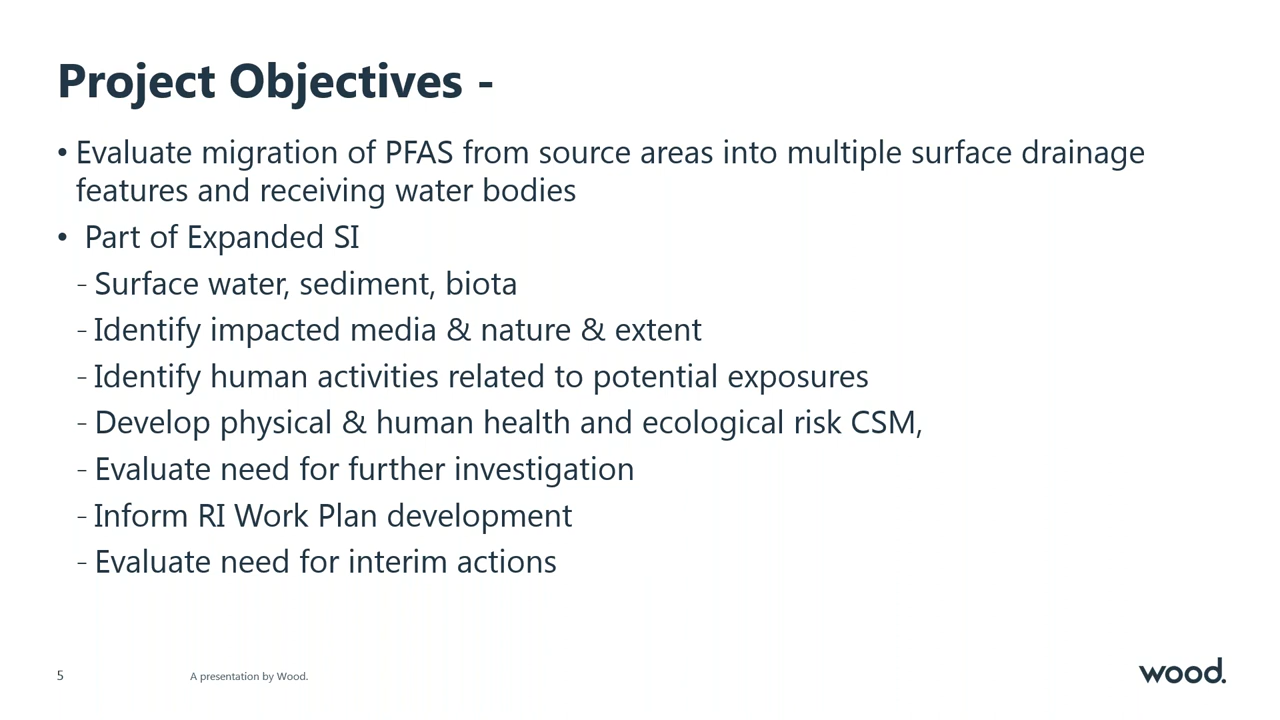 Project Objectives -
• Evaluate migration of PFAS from source areas into multiple surface drainage
features and receiving water bodies
• Part of Expanded SI
- Surface water, sediment, biota
- Identify impacted media & nature & extent
- Identify human activities related to potential exposures
- Develop physical & human health and ecological risk CSM,
- Evaluate need for further investigation
- Inform RI Work Plan development
- Evaluate need for interim actions
5
A presentation by Wood.
wood.